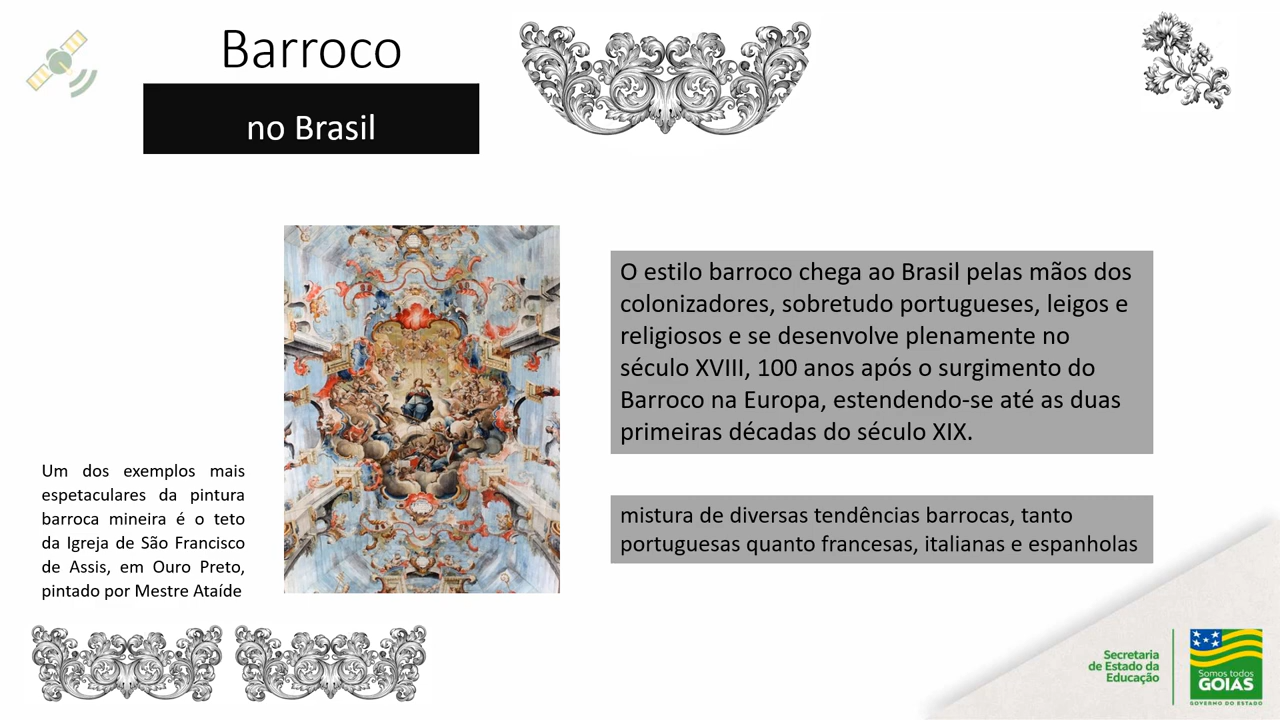 Barroco
no Brasil
O estilo barroco chega ao Brasil pelas mãos dos
colonizadores, sobretudo portugueses, leigos e
religiosos e se desenvolve plenamente no
século XVIII, 100 anos após o surgimento do
Barroco na Europa, estendendo-se até as duas
primeiras décadas do século XIX.
Um dos exemplos mais
espetaculares da pintura
barroca mineira é o teto
da Igreja de São Francisco
de Assis, em Ouro Preto,
pintado por Mestre Ataíde
mistura de diversas tendências barrocas, tanto
portuguesas quanto francesas, italianas e espanholas
Secretaria
de Estado da
Educação
Somos todos
GOIÁS
GOVERNO DO ESTADO